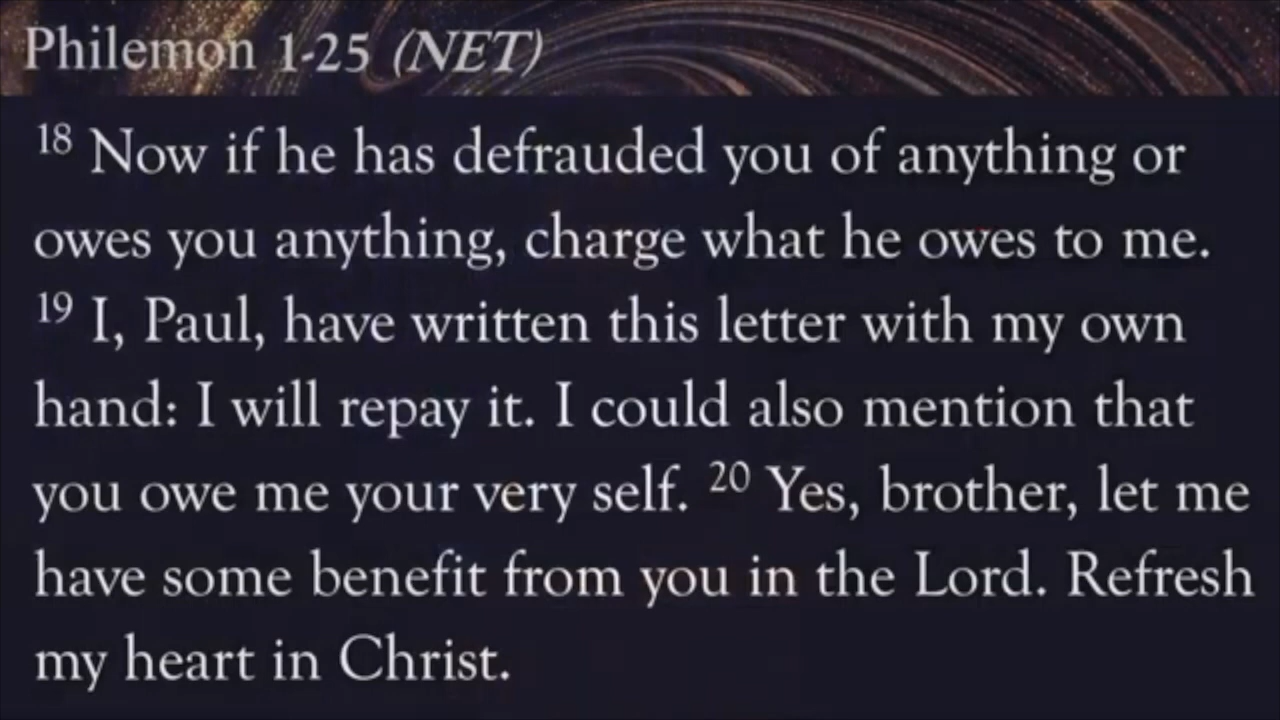 Philemon 1-25 (NET)
18 Now if he has defrauded you of anything or
owes you anything, charge what he owes to me.
19 I, Paul, have written this letter with my own
hand: I will repay it. I could also mention that
you owe me your very self. 20 Yes, brother, let me
have some benefit from you in the Lord. Refresh
my heart in Christ.